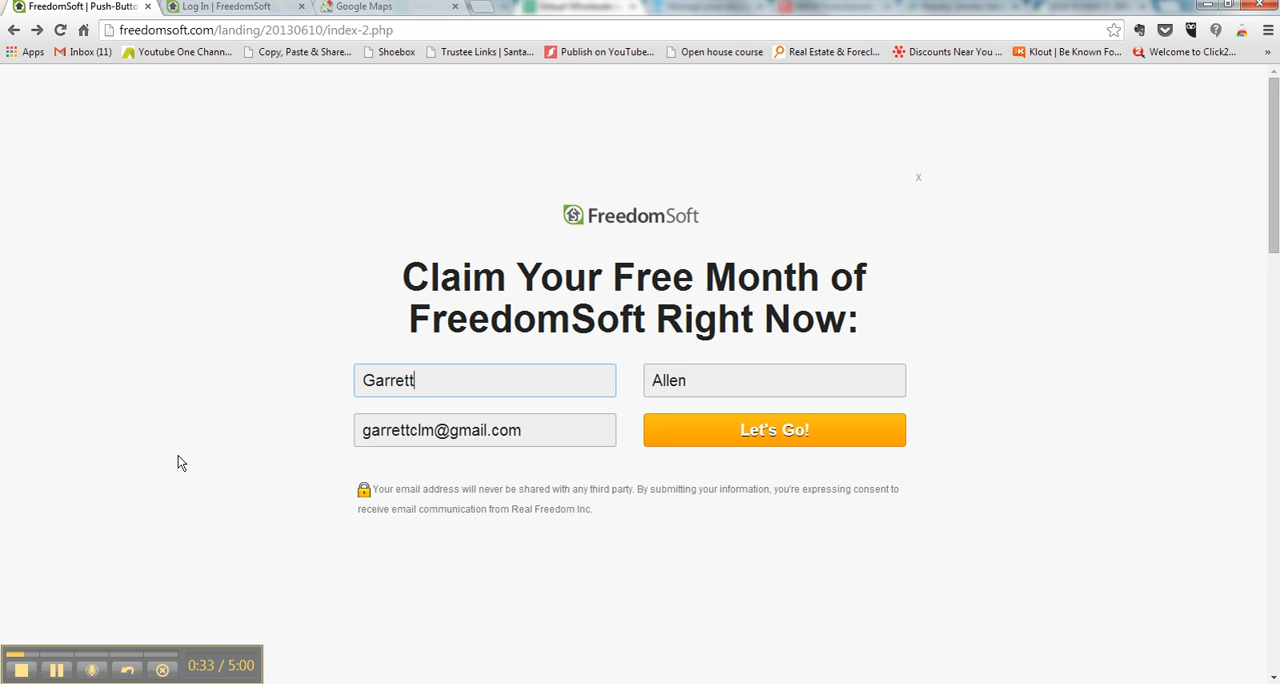 FreedomSoft | Push-Butto
Log In | FreedomSoft
Google Maps
freedomsoft.com/landing/20130610/index-2.php
Apps
Inbox (11)
Youtube One Chann...
Copy, Paste & Share...
Shoebox
Trustee Links | Santa...
Publish on YouTube...
Open house course
Real Estate & Forecl...
Discounts Near You ...
Klout | Be Known Fo...
Welcome to Click2...
»
x
FreedomSoft
Claim Your Free Month of
FreedomSoft Right Now:
Garrett
Allen
garrettclm@gmail.com
Let's Go!
Your email address will never be shared with any third party. By submitting your information, you're expressing consent to
receive email communication from Real Freedom Inc.
0:33 / 5:00